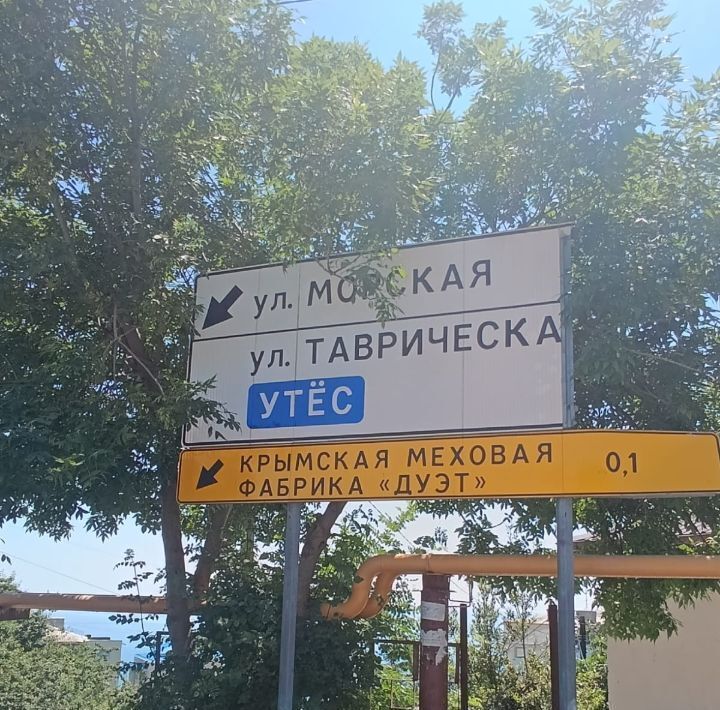 ул. МОРСКАЯ
ул. ТАВРИЧЕСКА
УТЁС
КРЫМСКАЯ МЕХОВАЯ
ФАБРИКА «ДУЭТ» 0,1